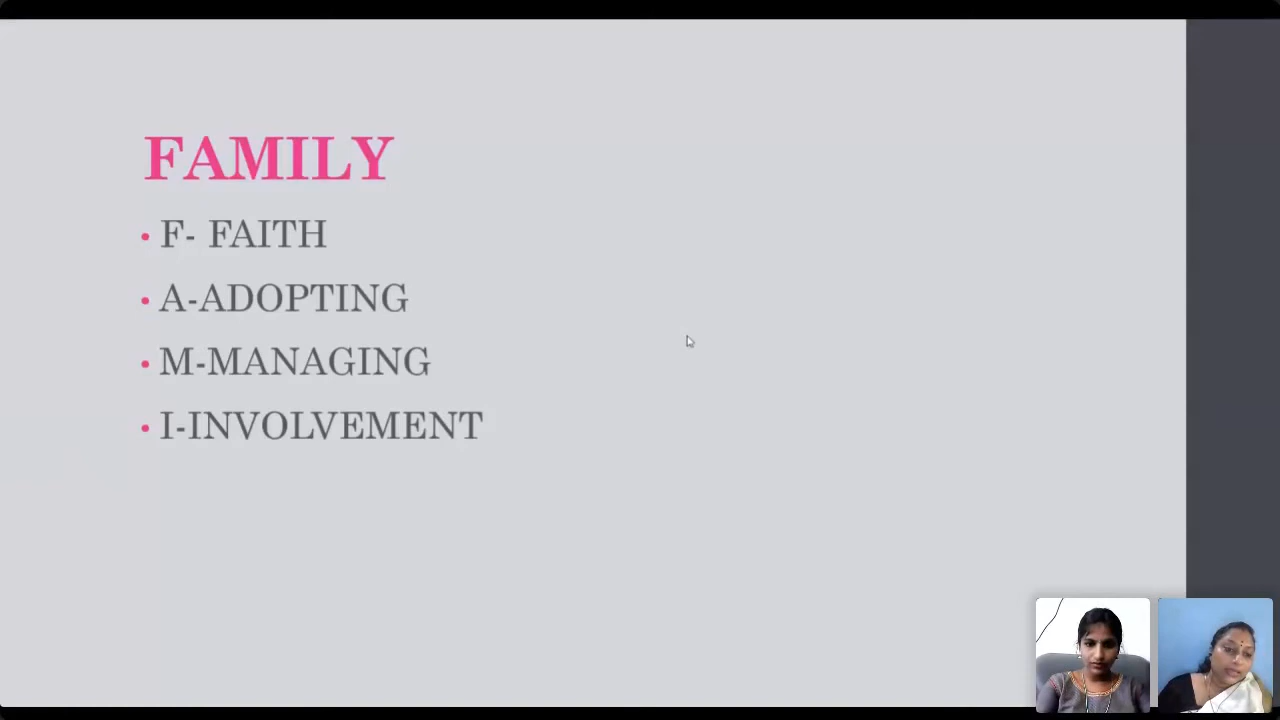 FAMILY
• F- FAITH
• A-ADOPTING
• M-MANAGING
• I-INVOLVEMENT